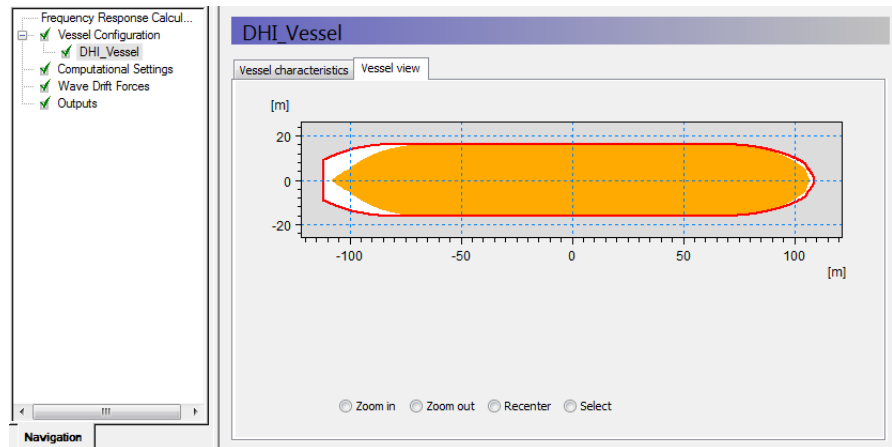 Frequency Response Calcul...
Vessel Configuration
DHI_Vessel
Computational Settings
Wave Drift Forces
Outputs
Navigation
DHI_Vessel
Vessel characteristics Vessel view
[m]
20
0
-20
-100 -50 0 50 100
[m]
Zoom in Zoom out Recenter Select